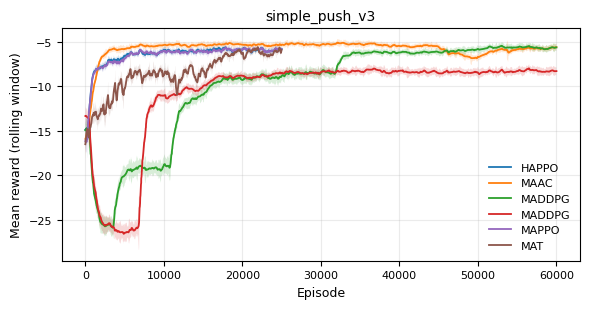 simple_push_v3
Mean reward (rolling window)
−5
−10
−15
−20
−25
0
10000
20000
30000
40000
50000
60000
Episode
HAPPO
MAAC
MADDPG
MADDPG
MAPPO
MAT